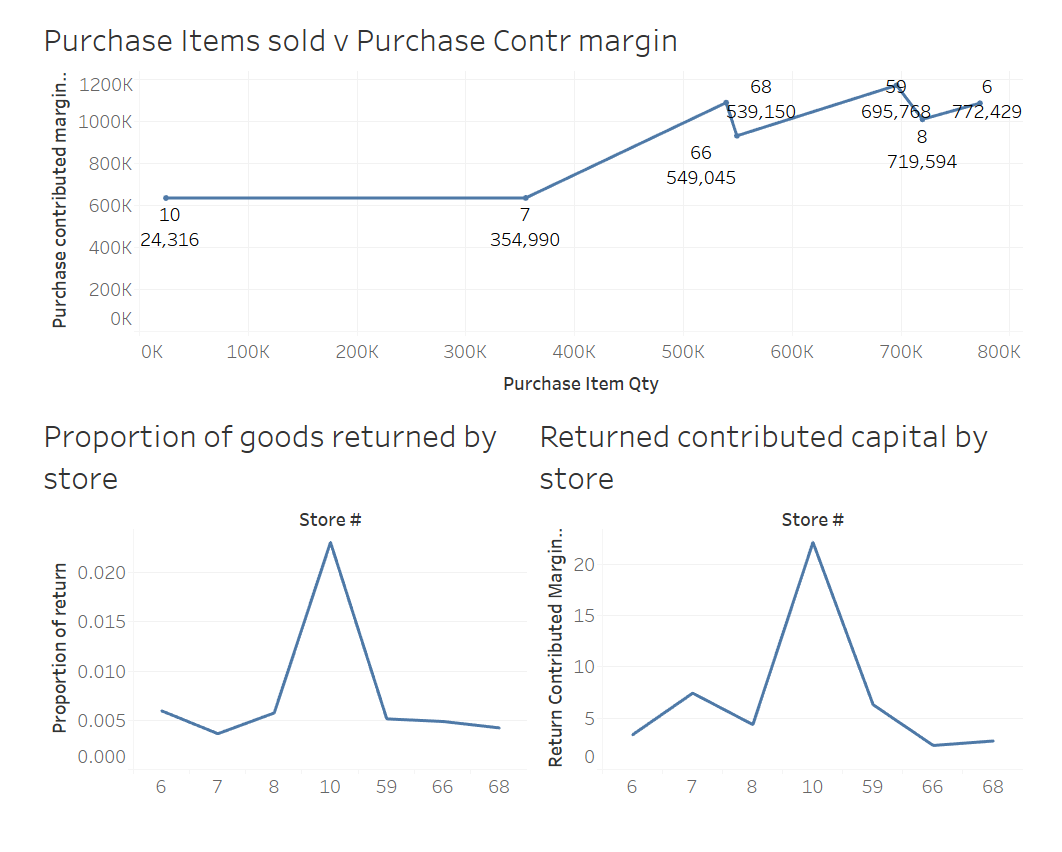 Purchase Items sold v Purchase Contr margin
Purchase contributed margin..
1200K
1000K
800K
600K
400K
200K
0K
10
24,316
7
354,990
68
539,150
66
549,045
59
695,768
8
719,594
6
772,429
0K 100K 200K 300K 400K 500K 600K 700K 800K
Purchase Item Qty
Proportion of goods returned by
store
Store #
Proportion of return
0.020
0.015
0.010
0.005
0.000
6 7 8 10 59 66 68
Returned contributed capital by
store
Store #
Return Contributed Margin..
20
15
10
5
0
6 7 8 10 59 66 68